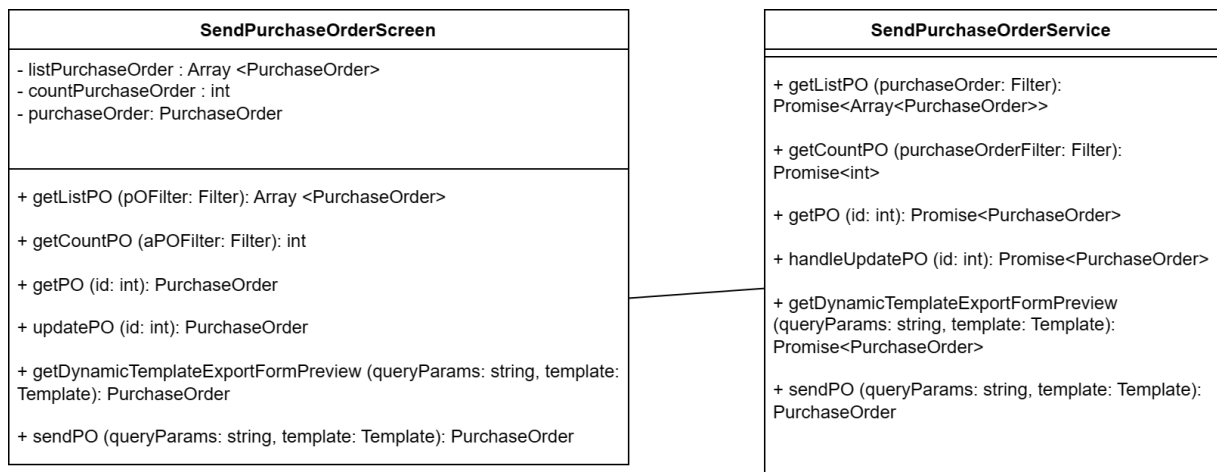 SendPurchaseOrderScreen
- listPurchaseOrder : Array <PurchaseOrder>
- countPurchaseOrder : int
- purchaseOrder: PurchaseOrder
+ getListPO (pOFilter: Filter): Array <PurchaseOrder>
+ getCountPO (aPOFilter: Filter): int
+ getPO (id: int): PurchaseOrder
+ updatePO (id: int): PurchaseOrder
+ getDynamicTemplateExportFormPreview (queryParams: string, template:
Template): PurchaseOrder
+ sendPO (queryParams: string, template: Template): PurchaseOrder
SendPurchaseOrderService
+ getListPO (purchaseOrder: Filter):
Promise<Array<PurchaseOrder>>
+ getCountPO (purchaseOrderFilter: Filter):
Promise<int>
+ getPO (id: int): Promise<PurchaseOrder>
+ handleUpdatePO (id: int): Promise<PurchaseOrder>
+ getDynamicTemplateExportFormPreview
(queryParams: string, template: Template):
Promise<PurchaseOrder>
+ sendPO (queryParams: string, template: Template):
PurchaseOrder